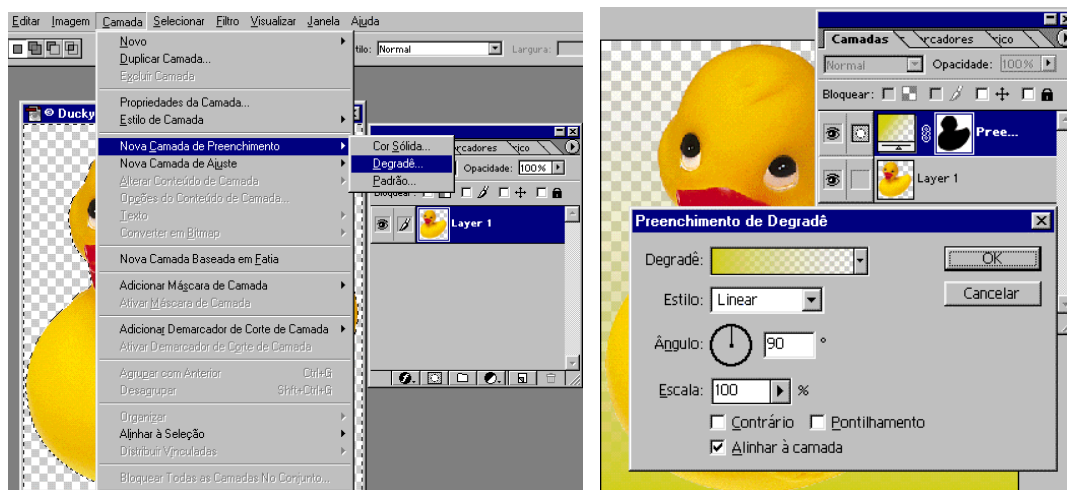 Editar Imagem Camada Selecionar Filtro Visualizar Janela Ajuda
tilo: Normal Largura:
Novo
Duplicar Camada...
Excluir Camada
Propriedades da Camada...
Estilo de Camada
Nova Camada de Preenchimento
Nova Camada de Ajuste
Alterar Conteúdo de Camada
Opções do Conteúdo de Camada...
Texto
Converter em Bitmap
Nova Camada Baseada em Fatia
Adicionar Máscara de Camada
Ativar Máscara de Camada
Adicionar Demarcador de Corte de Camada
Ativar Demarcador de Corte de Camada
Agrupar com Anterior Ctrl+G
Desagrupar Shft+Ctrl+G
Organizar
Alinhar à Seleção
Distribuir Vinculadas
Bloquear Todas as Camadas No Conjunto...
Ducky
Cor Sólida...
Degradê...
Padrão...
rcadores rico
Opacidade: 100%
Bloquear:
Layer 1
Camadas rcadores rico
Normal Opacidade: 100%
Bloquear:
Pree...
Layer 1
Preenchimento de Degradê
Degradê: OK
Estilo: Linear Cancelar
Ângulo: 90 °
Escala: 100 %
Contrário Pontilhamento
Alinhar à camada